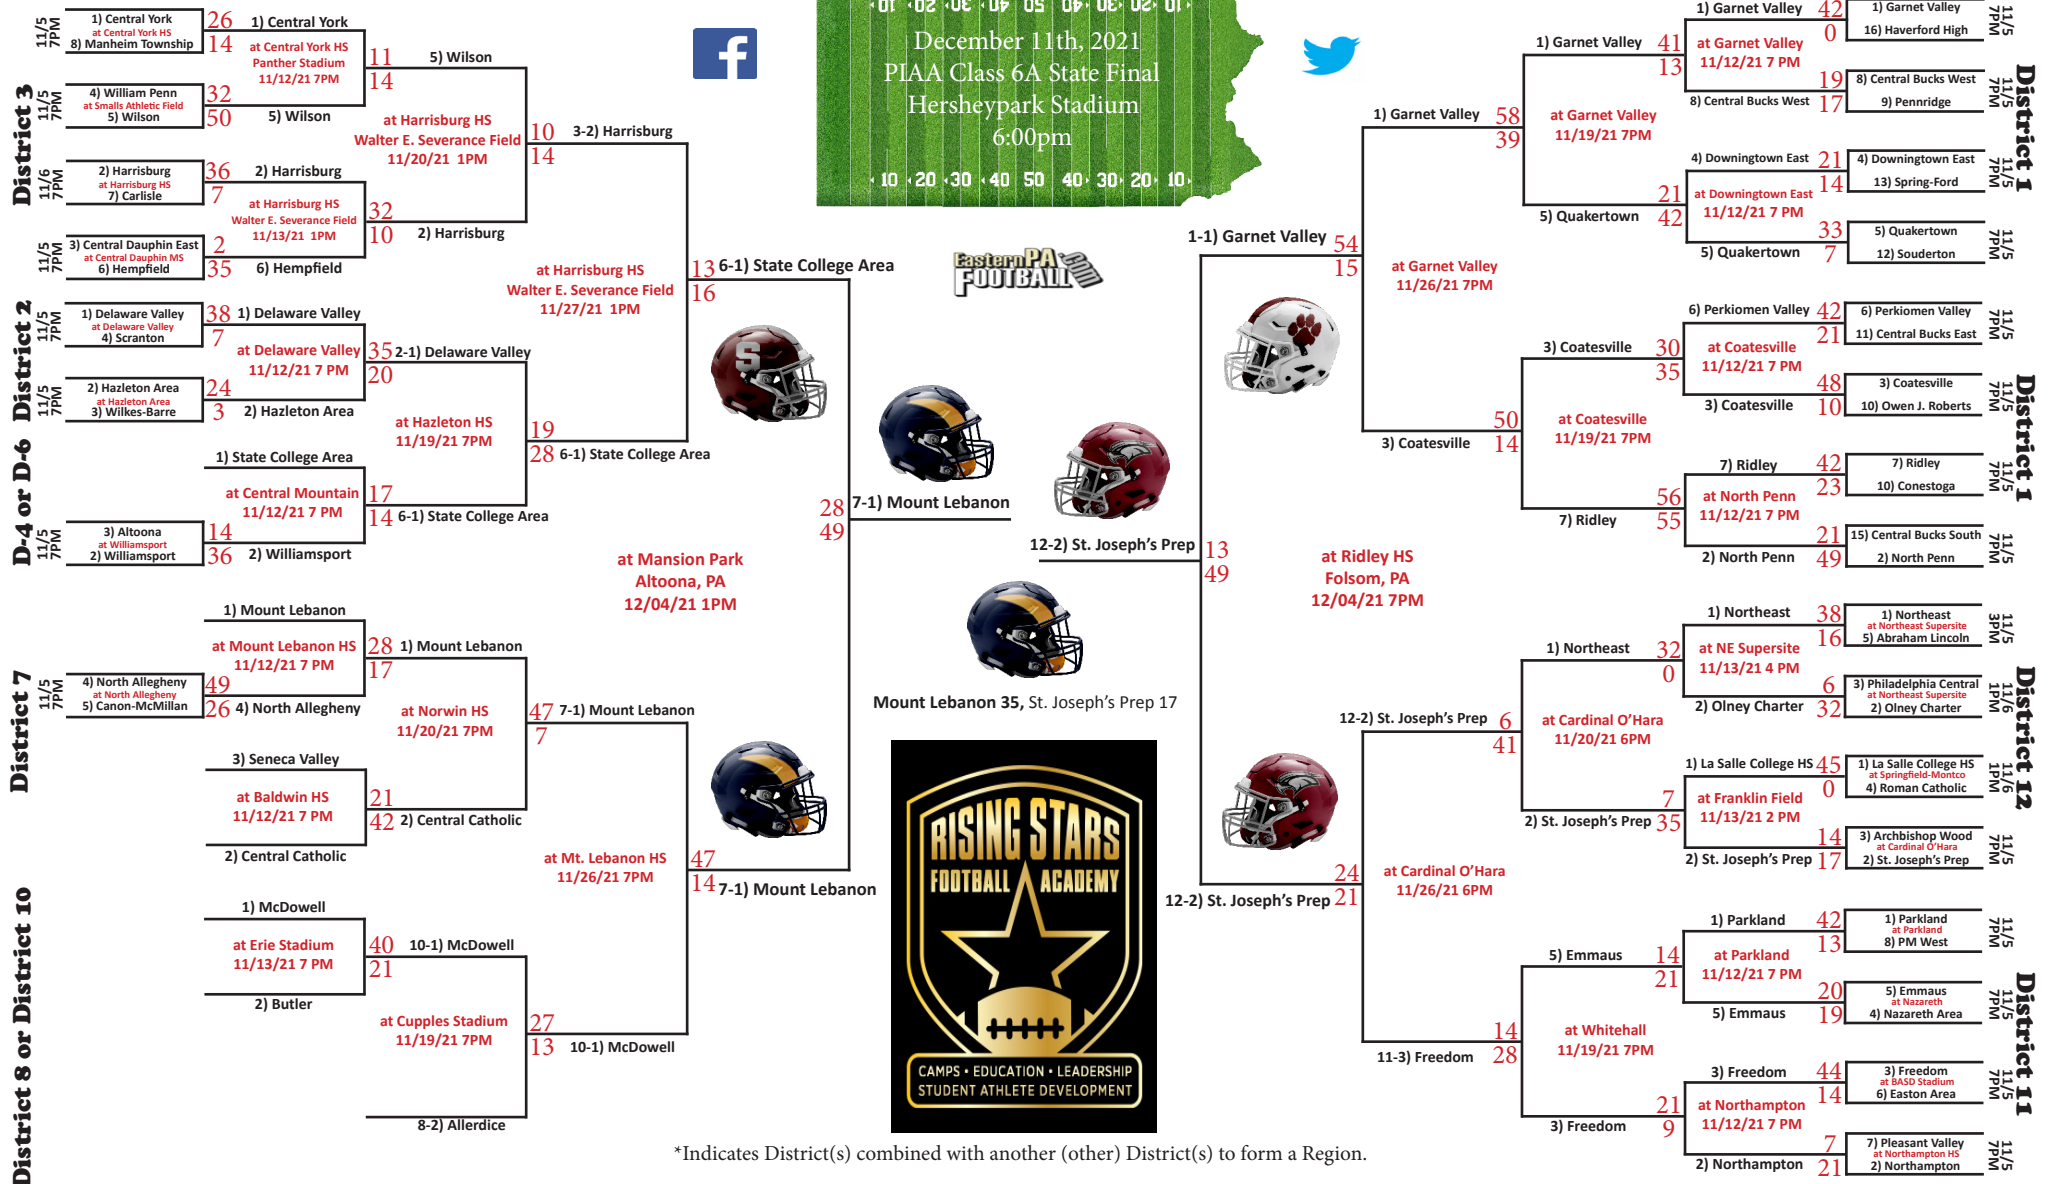 ·01 ·02 ·0E ·0ቱ 0S ·0ቱ ·0E ·02 ·01
December 11th, 2021
PIAA Class 6A State Final
Hersheypark Stadium
6:00pm
10 20 30 40 50 40 30 20 10
EasternPA
FOOTBALL
.com
District 3
11/5
7PM
1) Central York
at Central York HS
8) Manheim Township
26
14
11/5
7PM
4) William Penn
at Smalls Athletic Field
5) Wilson
32
50
11/6
7PM
2) Harrisburg
at Harrisburg HS
7) Carlisle
36
7
11/5
7PM
3) Central Dauphin East
at Central Dauphin MS
6) Hempfield
2
35
1) Central York
at Central York HS
Panther Stadium
11/12/21 7PM
5) Wilson
11
14
2) Harrisburg
at Harrisburg HS
Walter E. Severance Field
11/13/21 1PM
6) Hempfield
32
10
5) Wilson
at Harrisburg HS
Walter E. Severance Field
11/20/21 1PM
2) Harrisburg
10
14
3-2) Harrisburg
at Harrisburg HS
Walter E. Severance Field
11/27/21 1PM
6-1) State College Area
13
16
District 2
11/5
7PM
1) Delaware Valley
at Delaware Valley
4) Scranton
38
7
11/5
7PM
2) Hazleton Area
at Hazleton Area
3) Wilkes-Barre
24
3
1) Delaware Valley
at Delaware Valley
11/12/21 7 PM
2) Hazleton Area
35
20
2-1) Delaware Valley
at Hazleton HS
11/19/21 7PM
6-1) State College Area
19
28
D-4 or D-6
1) State College Area
at Central Mountain
11/12/21 7 PM
2) Williamsport
17
14
11/5
7PM
3) Altoona
at Williamsport
2) Williamsport
14
36
6-1) State College Area
at Mansion Park
Altoona, PA
12/04/21 1PM
28
49
7-1) Mount Lebanon
District 7
1) Mount Lebanon
at Mount Lebanon HS
11/12/21 7 PM
4) North Allegheny
28
17
11/5
7PM
4) North Allegheny
at North Allegheny
5) Canon-McMillan
49
26
3) Seneca Valley
at Baldwin HS
11/12/21 7 PM
2) Central Catholic
21
42
1) Mount Lebanon
at Norwin HS
11/20/21 7PM
2) Central Catholic
47
7
7-1) Mount Lebanon
at Mt. Lebanon HS
11/26/21 7PM
10-1) McDowell
47
14
7-1) Mount Lebanon
District 8 or District 10
1) McDowell
at Erie Stadium
11/13/21 7 PM
2) Butler
40
21
10-1) McDowell
at Cupples Stadium
11/19/21 7PM
8-2) Allerdice
27
13
Mount Lebanon 35, St. Joseph's Prep 17
RISING STARS
FOOTBALL ACADEMY
CAMPS • EDUCATION • LEADERSHIP
STUDENT ATHLETE DEVELOPMENT
*Indicates District(s) combined with another (other) District(s) to form a Region.
12-2) St. Joseph's Prep
13
49
at Ridley HS
Folsom, PA
12/04/21 7PM
1-1) Garnet Valley
54
15
at Garnet Valley
11/26/21 7PM
1) Garnet Valley
58
39
at Garnet Valley
11/19/21 7PM
1) Garnet Valley
41
13
at Garnet Valley
11/12/21 7 PM
1) Garnet Valley
42
0
1) Garnet Valley
16) Haverford High
11/5
7PM
8) Central Bucks West
19
17
8) Central Bucks West
9) Pennridge
11/5
7PM
District 1
5) Quakertown
21
42
at Downingtown East
11/12/21 7 PM
4) Downingtown East
21
14
4) Downingtown East
13) Spring-Ford
11/5
7PM
5) Quakertown
33
7
5) Quakertown
12) Souderton
11/5
7PM
3) Coatesville
50
14
at Coatesville
11/19/21 7PM
3) Coatesville
30
35
at Coatesville
11/12/21 7 PM
6) Perkiomen Valley
42
21
6) Perkiomen Valley
11) Central Bucks East
11/5
7PM
3) Coatesville
48
10
3) Coatesville
10) Owen J. Roberts
11/5
7PM
District 1
7) Ridley
56
55
at North Penn
11/12/21 7 PM
7) Ridley
42
23
7) Ridley
10) Conestoga
11/5
7PM
2) North Penn
21
49
15) Central Bucks South
2) North Penn
11/5
7PM
12-2) St. Joseph's Prep
24
21
at Cardinal O'Hara
11/26/21 6PM
12-2) St. Joseph's Prep
6
41
at Cardinal O'Hara
11/20/21 6PM
1) Northeast
32
0
at NE Supersite
11/13/21 4 PM
1) Northeast
38
16
1) Northeast
at Northeast Supersite
5) Abraham Lincoln
11/5
3PM
2) Olney Charter
6
32
3) Philadelphia Central
at Northeast Supersite
2) Olney Charter
11/6
1PM
District 12
2) St. Joseph's Prep
7
35
at Franklin Field
11/13/21 2 PM
1) La Salle College HS
45
0
1) La Salle College HS
at Springfield-Montco
4) Roman Catholic
11/6
1PM
2) St. Joseph's Prep
14
17
3) Archbishop Wood
at Cardinal O'Hara
2) St. Joseph's Prep
11/5
7PM
11-3) Freedom
14
28
at Whitehall
11/19/21 7PM
5) Emmaus
14
21
at Parkland
11/12/21 7 PM
1) Parkland
42
13
1) Parkland
at Parkland
8) PM West
11/5
7PM
5) Emmaus
20
19
5) Emmaus
at Nazareth
4) Nazareth Area
11/5
7PM
District 11
3) Freedom
21
9
at Northampton
11/12/21 7 PM
3) Freedom
44
14
3) Freedom
at BASD Stadium
6) Easton Area
11/5
7PM
2) Northampton
7
21
7) Pleasant Valley
at Northampton HS
2) Northampton
11/5
7PM